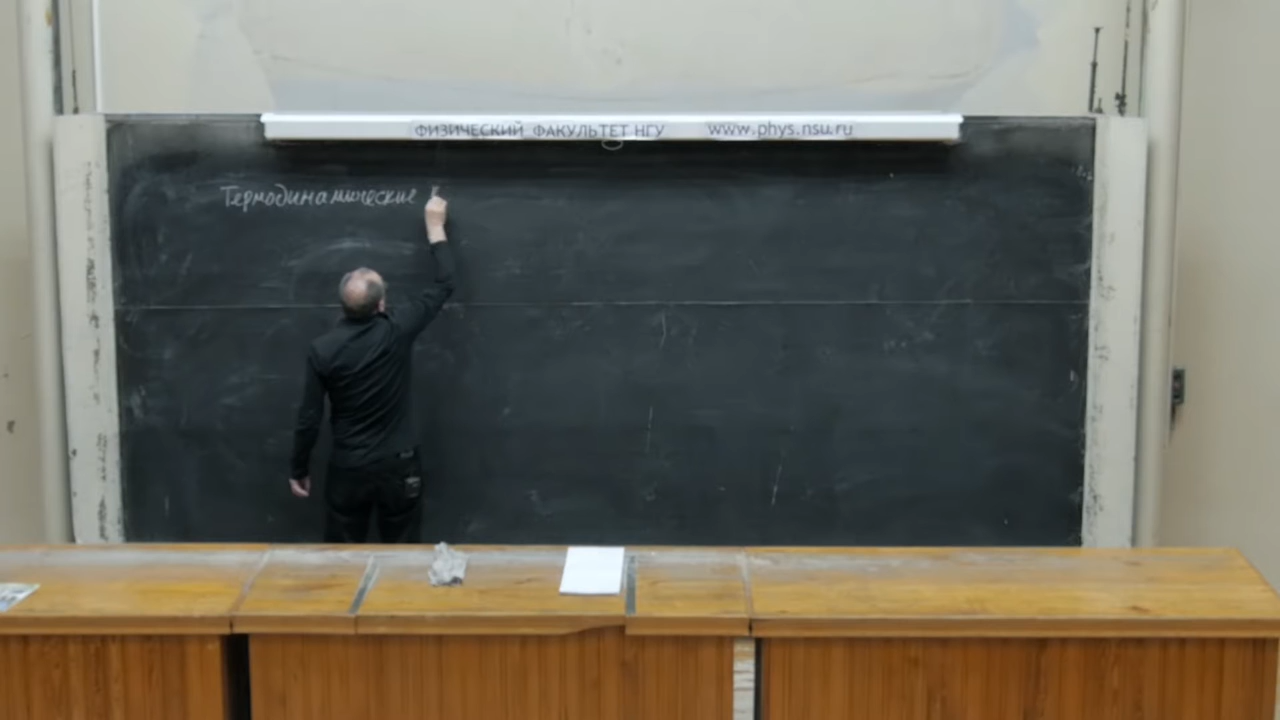 ФИЗИЧЕСКИЙ ФАКУЛЬТЕТ НГУ www.phys.nsu.ru
Термодинамические